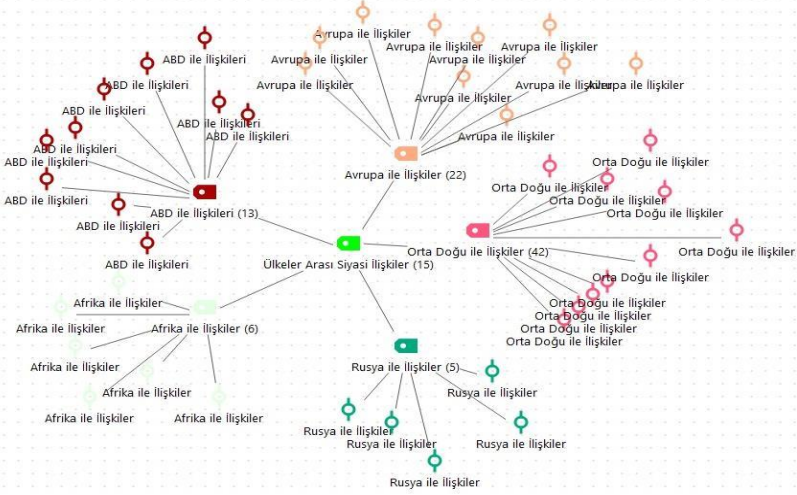 Avrupa ile İlişkiler
Avrupa ile İlişkiler
Avrupa ile İlişkiler
ABD ile İlişkileri
Avrupa ile İlişkiler
Avrupa ile İlişkiler
ABD ile İlişkileri
Avrupa ile İlişkiler
Avrupa ile İlişkiler
Avrupa ile İlişkiler
Avrupa ile İlişkiler
ABD ile İlişkileri
ABD ile İlişkileri
ABD ile İlişkileri
Avrupa ile İlişkiler
ABD ile İlişkileri
ABD ile İlişkileri
Orta Doğu ile İlişkiler
Avrupa ile İlişkiler (22)
Orta Doğu ile İlişkiler
ABD ile İlişkileri
Orta Doğu ile İlişkiler
ABD ile İlişkileri (13)
Orta Doğu ile İlişkiler
ABD ile İlişkileri
Orta Doğu ile İlişkiler (42)
Orta Doğu ile İlişkiler
ABD ile İlişkileri
Ülkeler Arası Siyasi İlişkiler (15)
Orta Doğu ile İlişkiler
Afrika ile İlişkiler
Orta Doğu ile İlişkiler
Orta Doğu ile İlişkiler
Afrika ile İlişkiler
Afrika ile İlişkiler (6)
Orta Doğu ile İlişkiler
Orta Doğu ile İlişkiler
Afrika ile İlişkiler
Rusya ile İlişkiler (5)
Afrika ile İlişkiler
Rusya ile İlişkiler
Afrika ile İlişkiler
Afrika ile İlişkiler
Rusya ile İlişkiler
Rusya ile İlişkiler
Rusya ile İlişkiler
Rusya ile İlişkiler